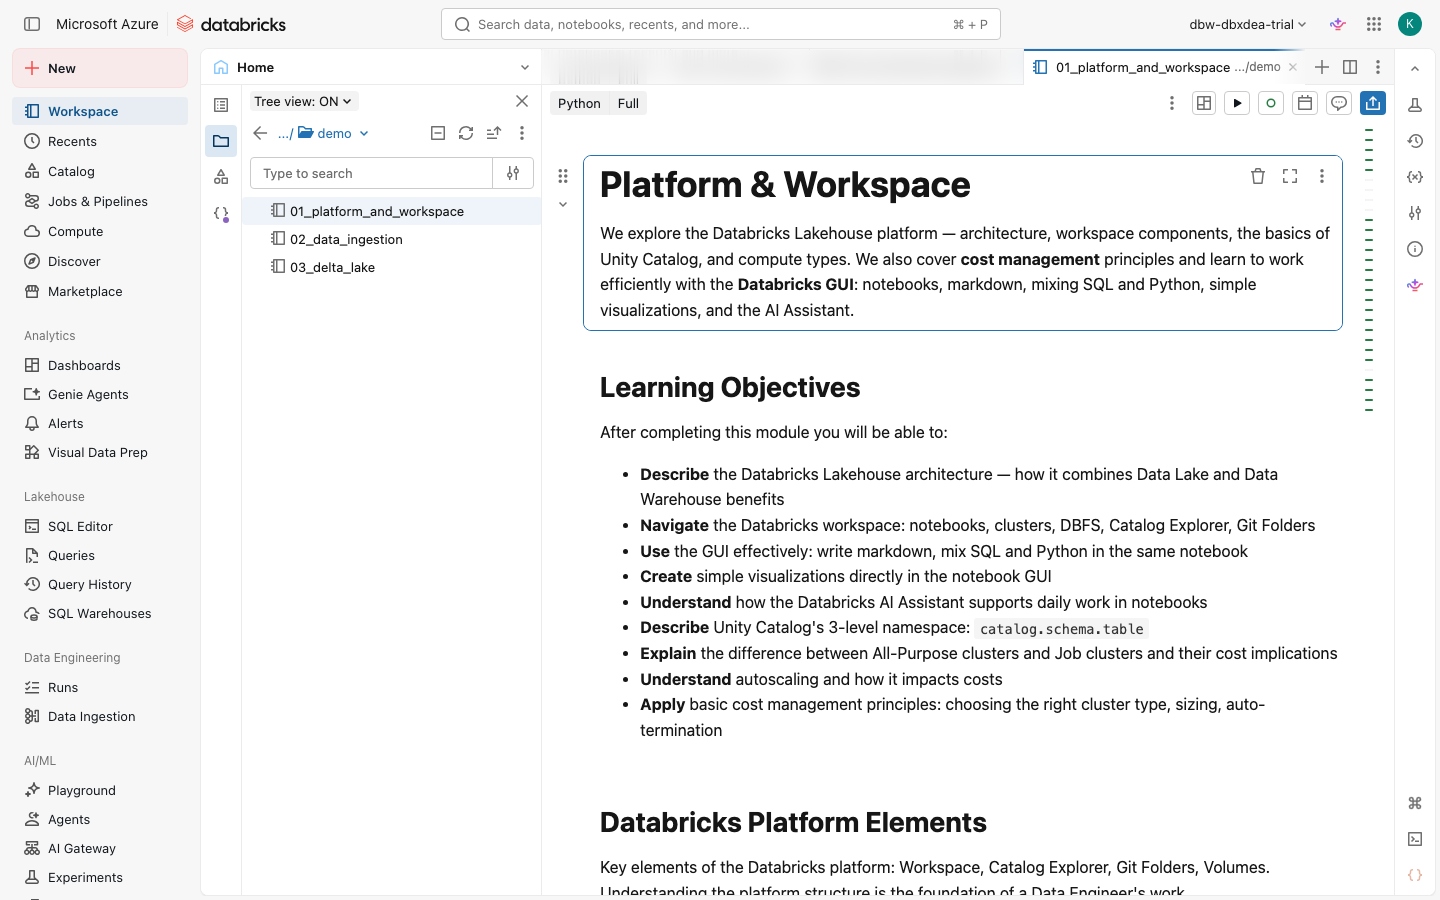 Microsoft Azure
databricks
Search data, notebooks, recents, and more...
⌘ + P
dbw-dbxdea-trial
K
New
Workspace
Recents
Catalog
Jobs & Pipelines
Compute
Discover
Marketplace
Analytics
Dashboards
Genie Agents
Alerts
Visual Data Prep
Lakehouse
SQL Editor
Queries
Query History
SQL Warehouses
Data Engineering
Runs
Data Ingestion
AI/ML
Playground
Agents
AI Gateway
Experiments
Home
Tree view: ON
.../ demo
Type to search
01_platform_and_workspace
02_data_ingestion
03_delta_lake
01_platform_and_workspace .../demo
Python
Full
Platform & Workspace
We explore the Databricks Lakehouse platform — architecture, workspace components, the basics of
Unity Catalog, and compute types. We also cover cost management principles and learn to work
efficiently with the Databricks GUI: notebooks, markdown, mixing SQL and Python, simple
visualizations, and the AI Assistant.
Learning Objectives
After completing this module you will be able to:
• Describe the Databricks Lakehouse architecture — how it combines Data Lake and Data
Warehouse benefits
• Navigate the Databricks workspace: notebooks, clusters, DBFS, Catalog Explorer, Git Folders
• Use the GUI effectively: write markdown, mix SQL and Python in the same notebook
• Create simple visualizations directly in the notebook GUI
• Understand how the Databricks AI Assistant supports daily work in notebooks
• Describe Unity Catalog's 3-level namespace: catalog.schema.table
• Explain the difference between All-Purpose clusters and Job clusters and their cost implications
• Understand autoscaling and how it impacts costs
• Apply basic cost management principles: choosing the right cluster type, sizing, auto-
termination
Databricks Platform Elements
Key elements of the Databricks platform: Workspace, Catalog Explorer, Git Folders, Volumes.
Understanding the platform structure is the foundation of a Data Engineer's work.